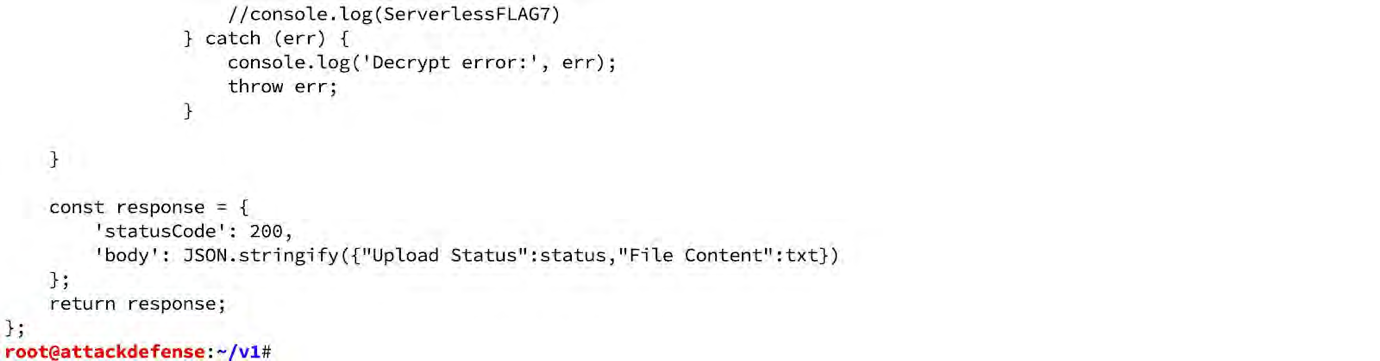 //console.log(ServerlessFLAG7)
} catch (err) {
console.log('Decrypt error:', err);
throw err;
}
}
const response = {
'statusCode': 200,
'body': JSON.stringify({"Upload Status":status,"File Content":txt})
};
return response;
};
root@attackdefense:~/v1#